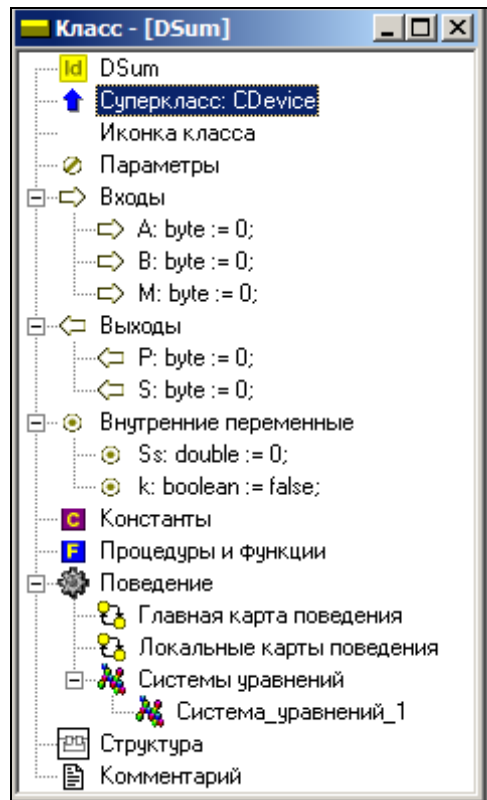 Класс - [DSum]
Id DSum
Суперкласс: CDevice
Иконка класса
Параметры
Входы
A: byte := 0;
B: byte := 0;
M: byte := 0;
Выходы
P: byte := 0;
S: byte := 0;
Внутренние переменные
Ss: double := 0;
k: boolean := false;
C Константы
F Процедуры и функции
Поведение
Главная карта поведения
Локальные карты поведения
Системы уравнений
Система_уравнений_1
Структура
Комментарий